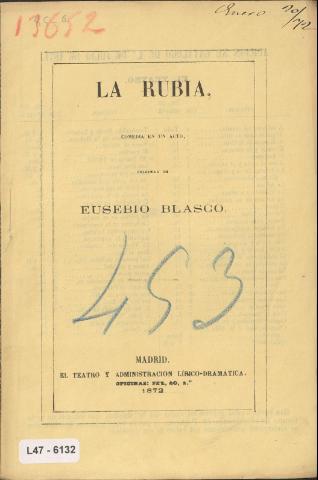 13652
Enero 20/72
LA RUBIA,
COMEDIA EN UN ACTO,
ORIGINAL DE
EUSEBIO BLASCO.
453
MADRID.
EL TEATRO Y ADMINISTRACION LÍRICO-DRAMATICA.
OFICINAS: PEZ, 40, 2.°
1872
L47 - 6132